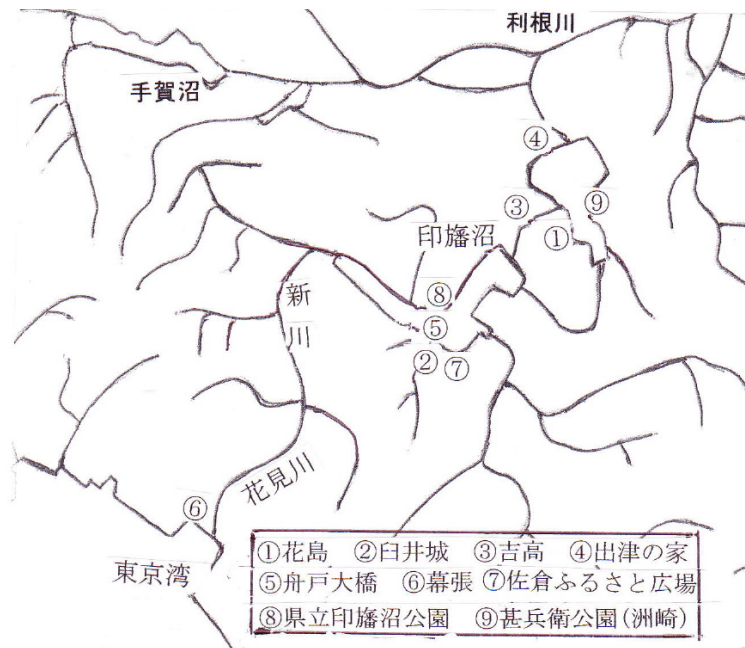 利根川
手賀沼
④
⑨
③
印旛沼
①
⑧
新川
⑤
②⑦
花見川
⑥
東京湾
①花島 ②臼井城 ③吉高 ④出津の家
⑤舟戸大橋 ⑥幕張 ⑦佐倉ふるさと広場
⑧県立印旛沼公園 ⑨甚兵衛公園(洲崎)